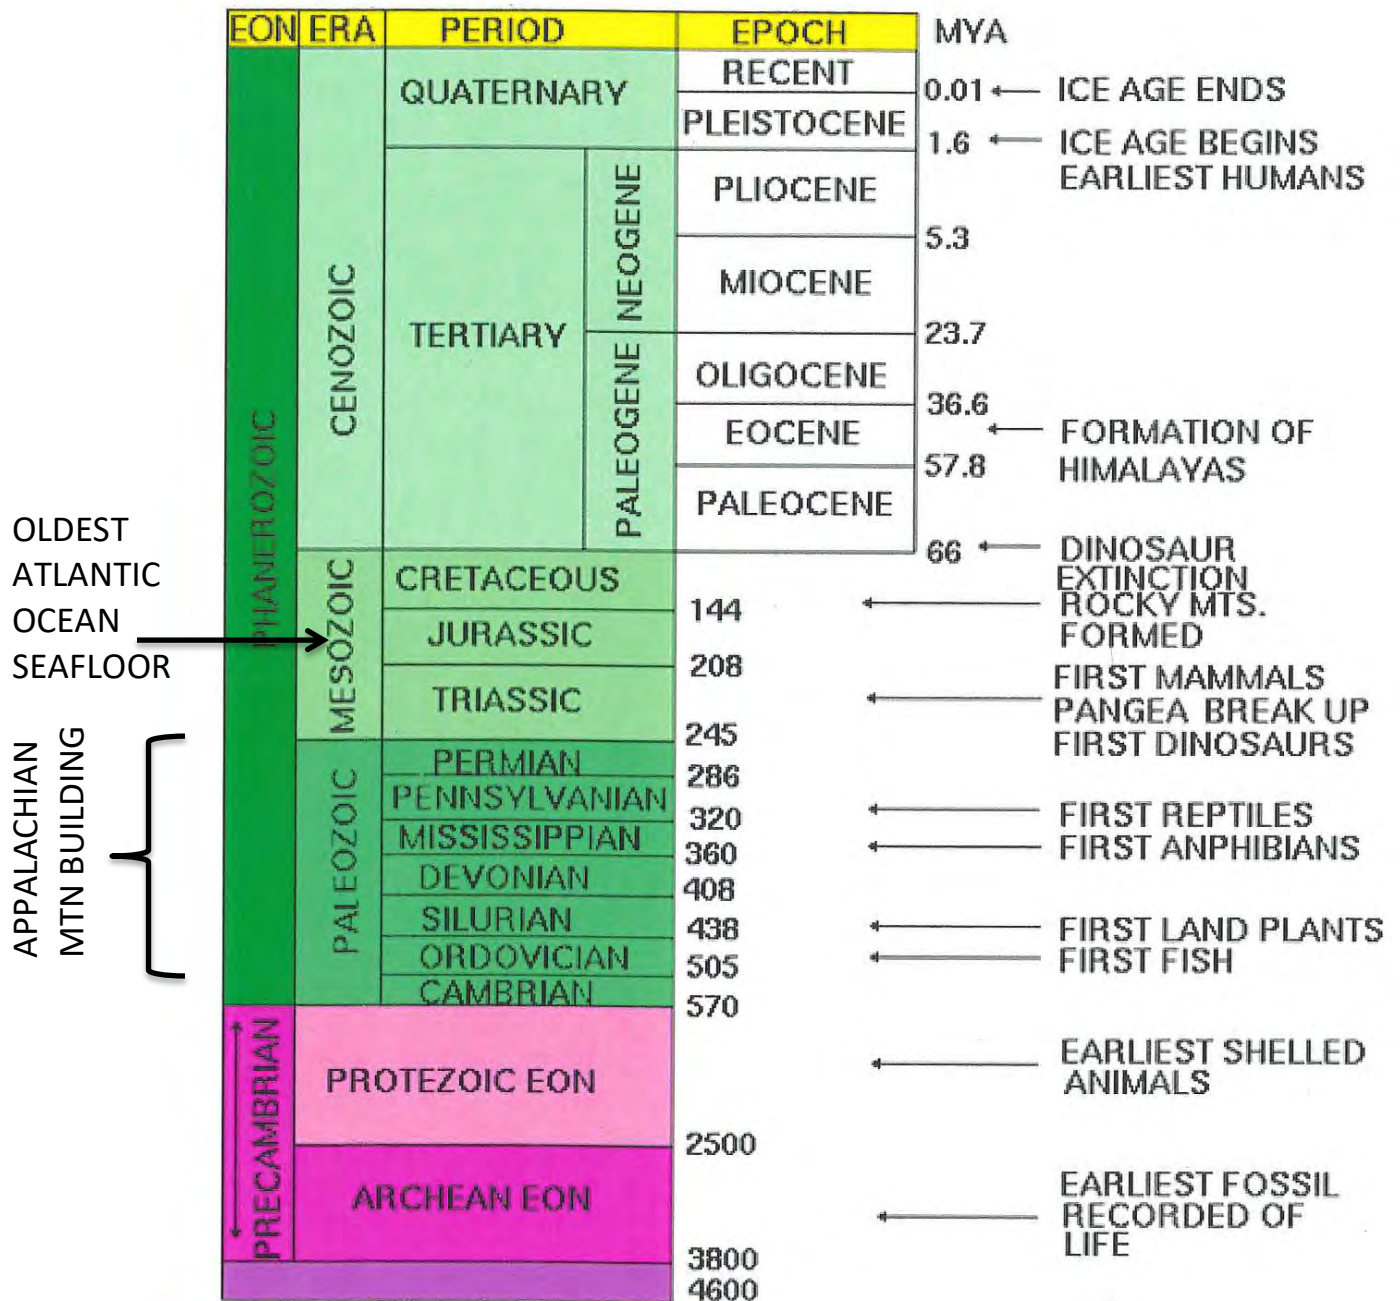 EON ERA PERIOD EPOCH MYA
RECENT
QUATERNARY
0.01 ICE AGE ENDS
PLEISTOCENE
1.6 ICE AGE BEGINS
EARLIEST HUMANS
PLIOCENE
NEOGENE
5.3
MIOCENE
CENOZOIC
TERTIARY
23.7
OLIGOCENE
PALEOGENE
36.6
EOCENE
FORMATION OF
HIMALAYAS
57.8
PALEOCENE
PHANEROZOIC
OLDEST
ATLANTIC
OCEAN
SEAFLOOR
66 DINOSAUR
EXTINCTION
CRETACEOUS
ROCKY MTS.
FORMED
144
MESOZOIC
JURASSIC
208
FIRST MAMMALS
PANGEA BREAK UP
FIRST DINOSAURS
TRIASSIC
245
APPALACHIAN
MTN BUILDING
PALEOZOIC
PERMIAN
286
PENNSYLVANIAN
FIRST REPTILES
320
MISSISSIPPIAN
FIRST ANPHIBIANS
360
DEVONIAN
408
SILURIAN
438 FIRST LAND PLANTS
ORDOVICIAN
FIRST FISH
505
CAMBRIAN
570
PRECAMBRIAN
PROTEZOIC EON
EARLIEST SHELLED
ANIMALS
2500
ARCHEAN EON
EARLIEST FOSSIL
RECORDED OF
LIFE
3800
4600